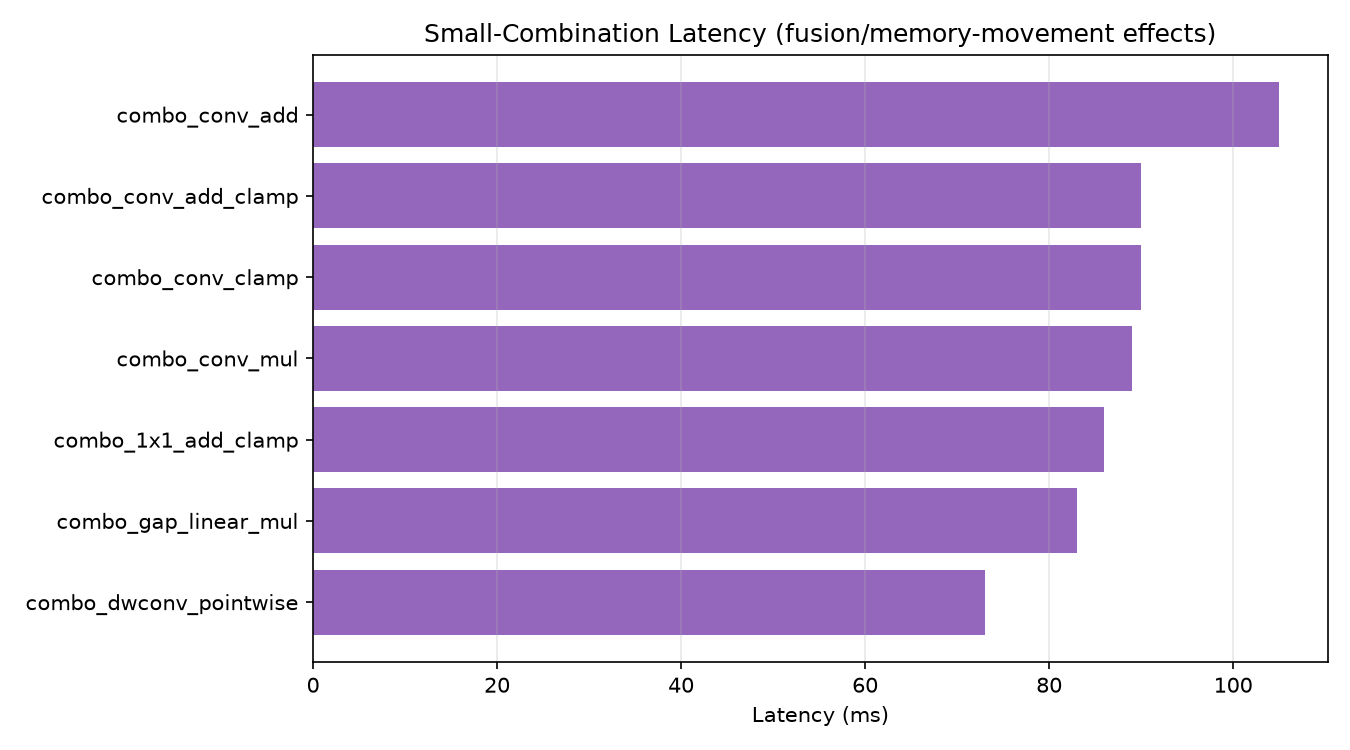 Small-Combination Latency (fusion/memory-movement effects)
combo_conv_add
combo_conv_add_clamp
combo_conv_clamp
combo_conv_mul
combo_1x1_add_clamp
combo_gap_linear_mul
combo_dwconv_pointwise
0 20 40 60 80 100
Latency (ms)